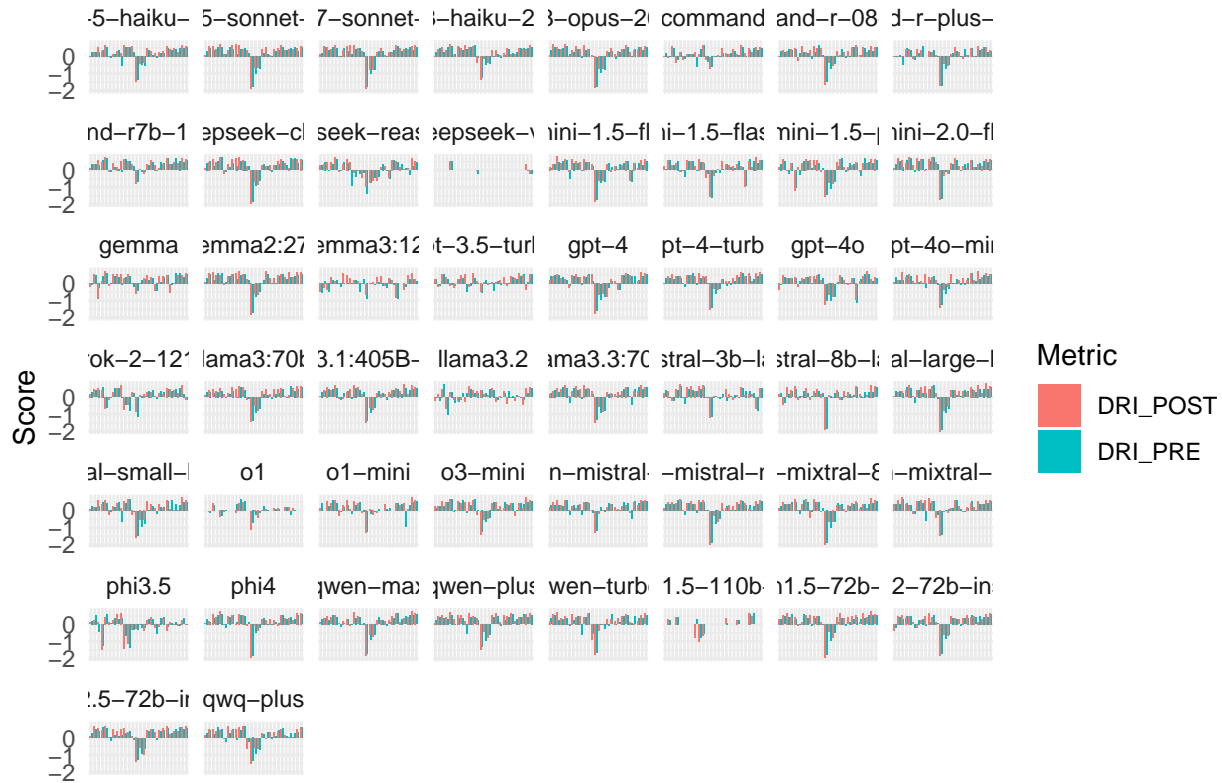 −5−haiku− 5−sonnet− 7−sonnet− 3−haiku−2 3−opus−20 command and−r−08 d−r−plus−
0
−1
−2
nd−r7b−1 epseek−cl seek−reas eepseek−v mini−1.5−fl ni−1.5−flas mini−1.5−p mini−2.0−fl
0
−1
−2
gemma emma2:27 emma3:12 pt−3.5−turl gpt−4 pt−4−turb gpt−4o pt−4o−min
0
−1
−2
rok−2−121 lama3:70b 3.1:405B− llama3.2 ama3.3:70 stral−3b−la stral−8b−la al−large−l
0
−1
−2
al−small−l o1 o1−mini o3−mini n−mistral− −mistral−r −mixtral−8 n−mixtral−
0
−1
−2
phi3.5 phi4 qwen−max qwen−plus wen−turbo 1.5−110b− n1.5−72b− 2−72b−in
0
−1
−2
2.5−72b−in qwq−plus
0
−1
−2
Score
Metric
DRI_POST
DRI_PRE